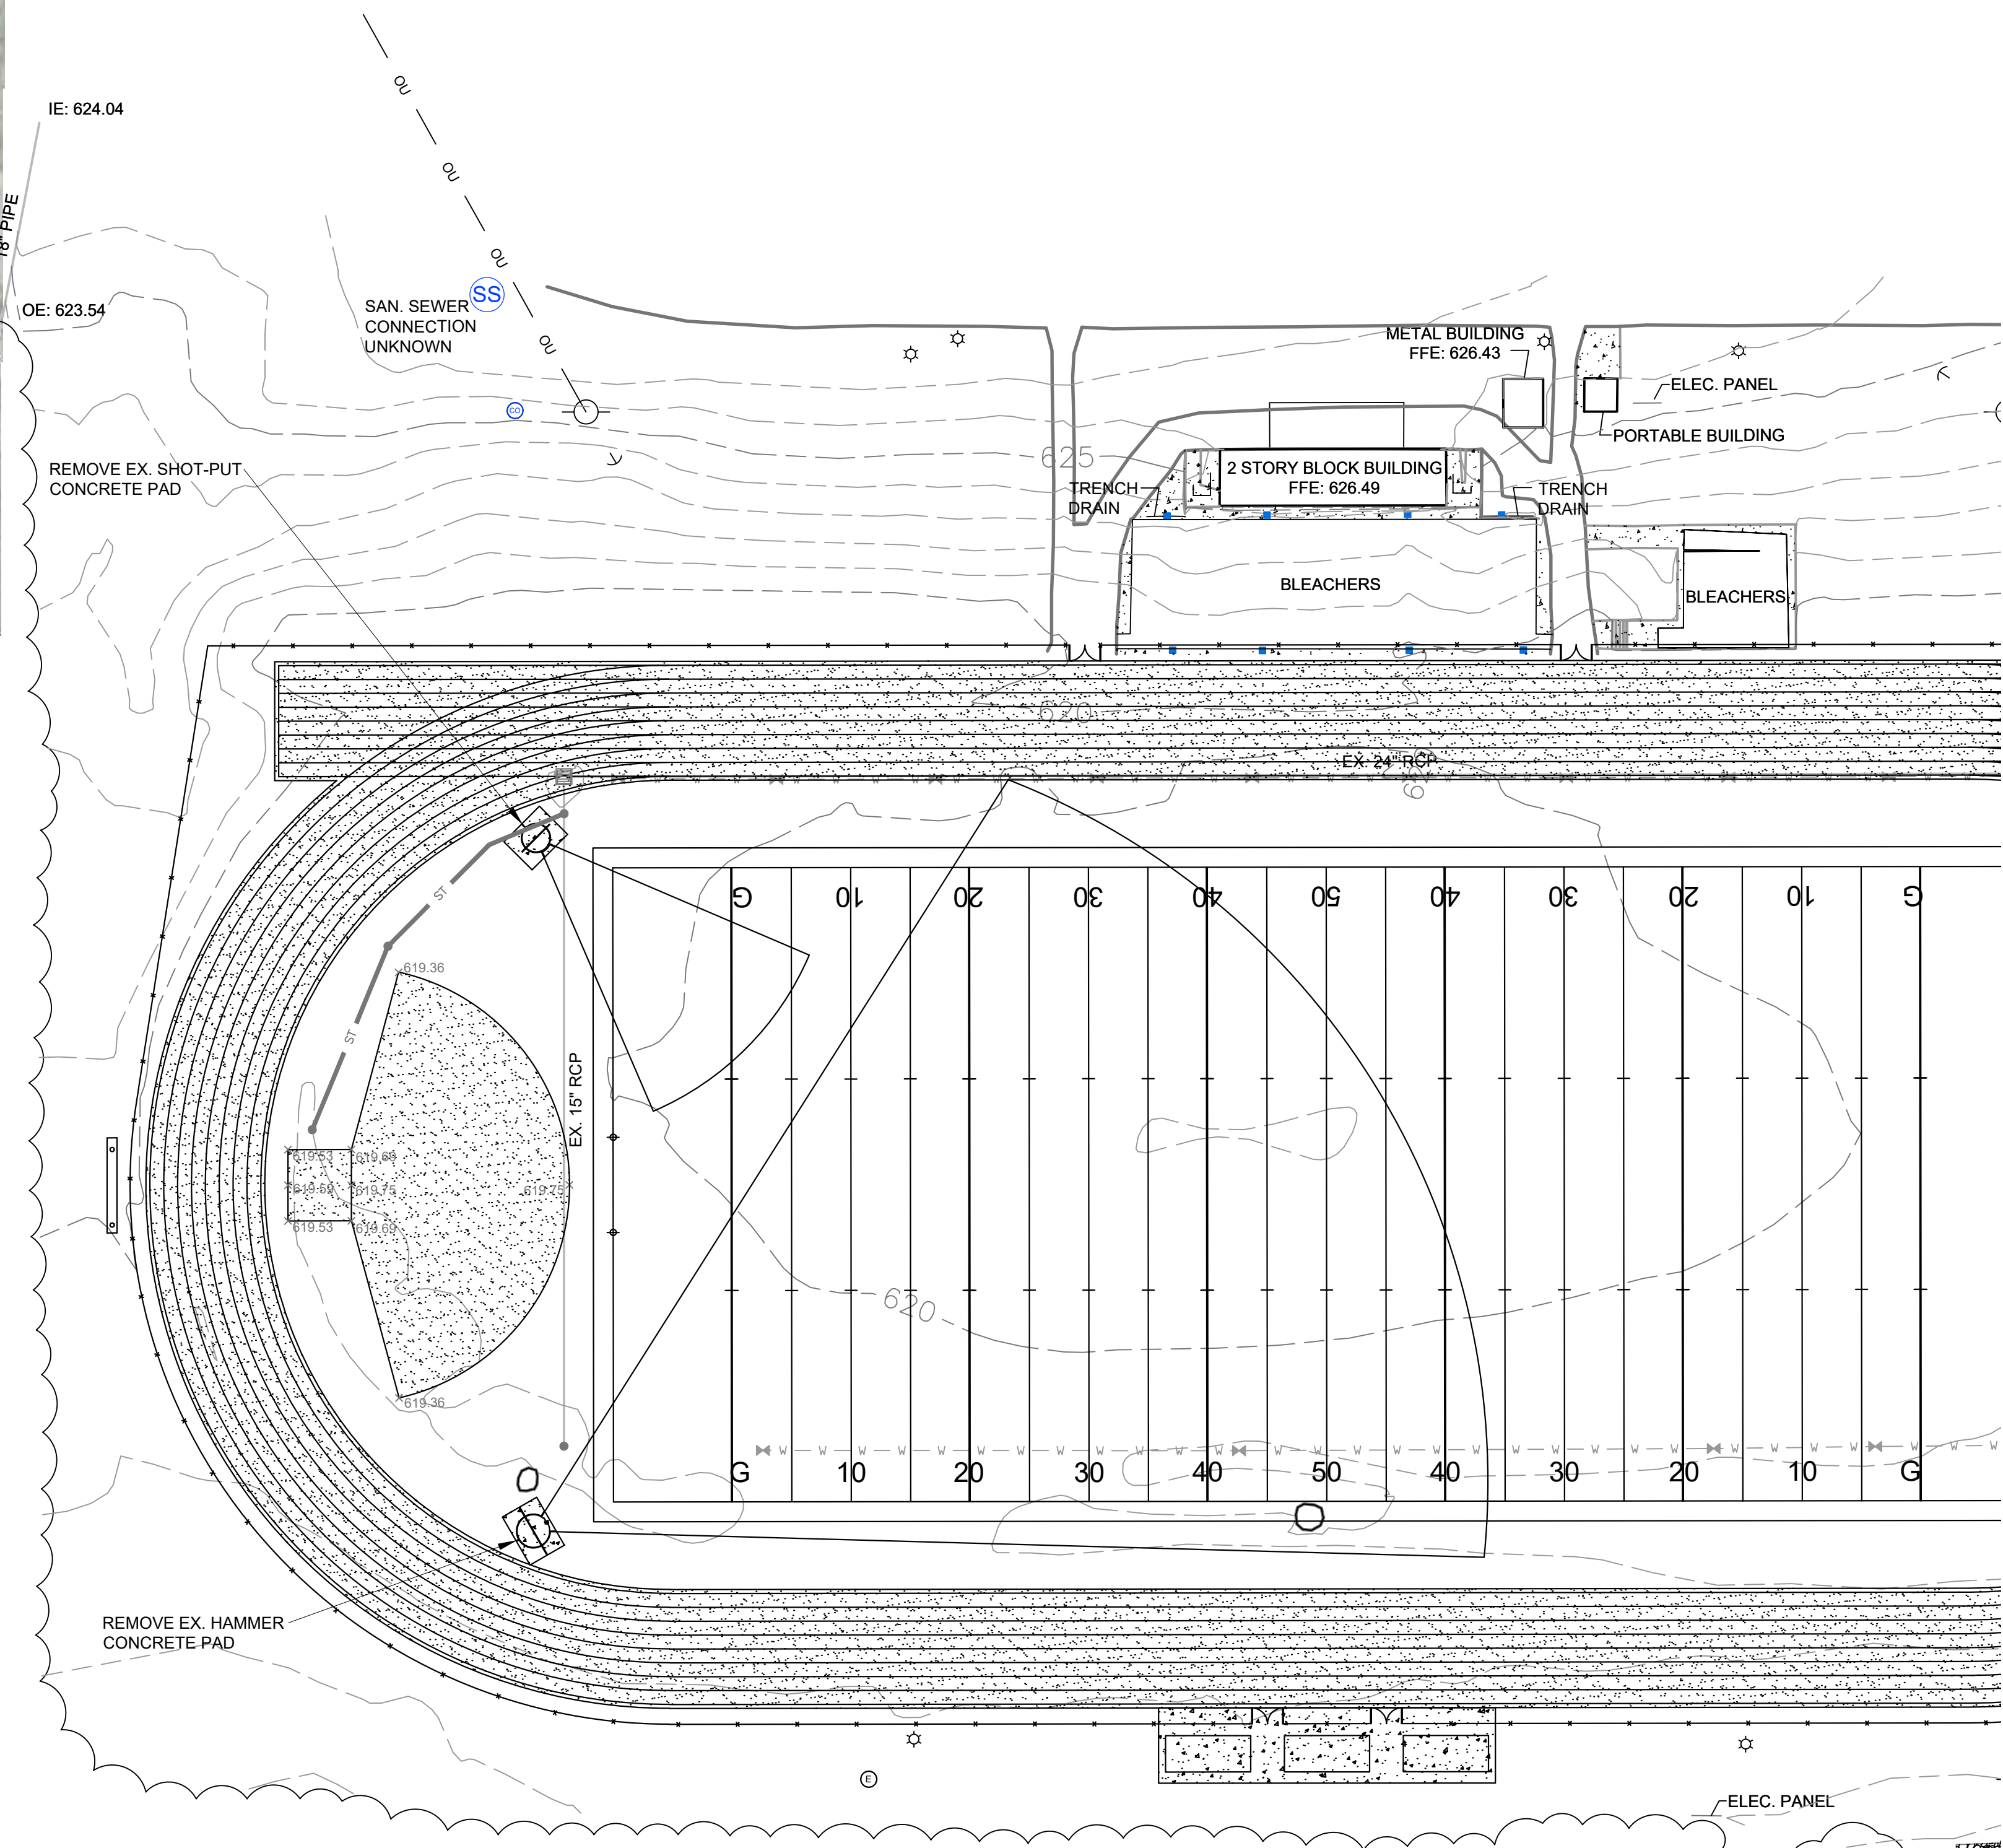 OU
OU
OU
OU
IE: 624.04
18" PIPE
OE: 623.54
SS
SAN. SEWER
CONNECTION
UNKNOWN
CO
METAL BUILDING
FFE: 626.43
ELEC. PANEL
PORTABLE BUILDING
REMOVE EX. SHOT-PUT
CONCRETE PAD
625
2 STORY BLOCK BUILDING
FFE: 626.49
TRENCH
DRAIN
TRENCH
DRAIN
BLEACHERS
BLEACHERS
620
EX. 24" RCP
W W W W W W W W W W W W W W W W W W W W W W W W W
G 10 20 30 40 50 40 30 20 10 G
ST
ST
619.36
EX. 15" RCP
619.53
619.68
619.59
619.75
619.75
619.53
619.69
620
619.36
W W W W W W W W W W W W W W W W W W W W W W W W W W W
G 10 20 30 40 50 40 30 20 10 G
REMOVE EX. HAMMER
CONCRETE PAD
E
ELEC. PANEL